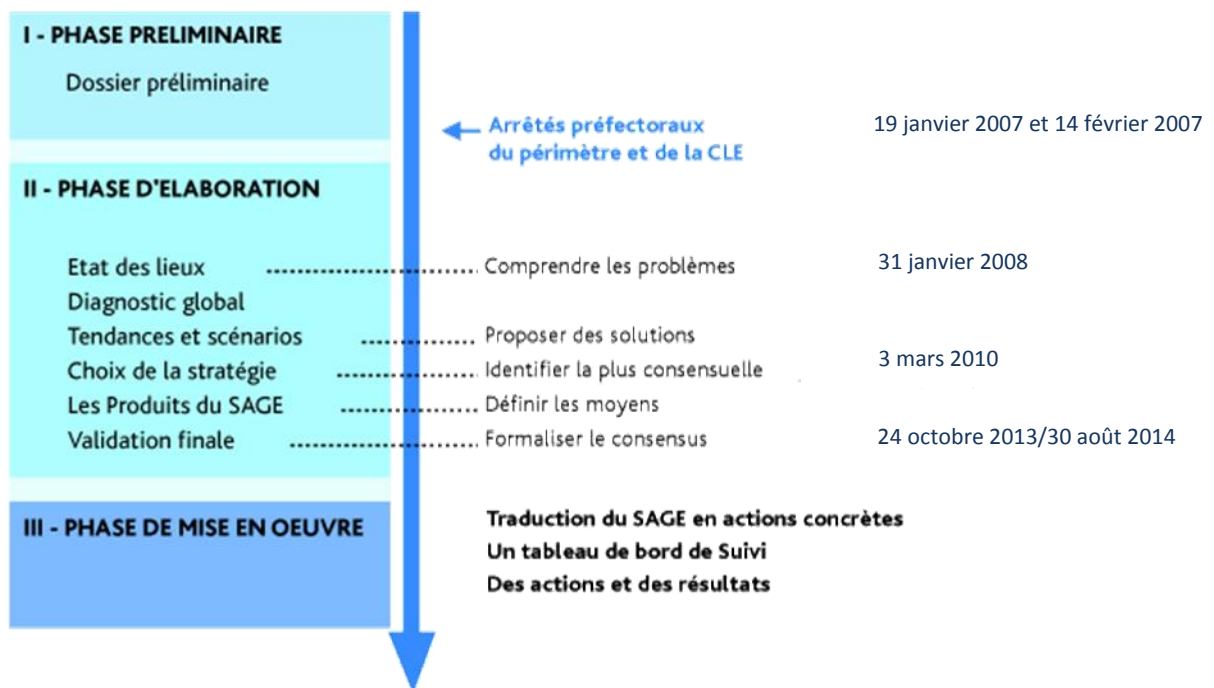 I - PHASE PRELIMINAIRE
Dossier préliminaire
Arrêtés préfectoraux 19 janvier 2007 et 14 février 2007
du périmètre et de la CLE
II - PHASE D'ELABORATION
Etat des lieux ........................................ Comprendre les problèmes 31 janvier 2008
Diagnostic global
Tendances et scénarios ...................... Proposer des solutions
Choix de la stratégie .......................... Identifier la plus consensuelle 3 mars 2010
Les Produits du SAGE ......................... Définir les moyens
Validation finale ................................... Formaliser le consensus 24 octobre 2013/30 août 2014
III - PHASE DE MISE EN OEUVRE
Traduction du SAGE en actions concrètes
Un tableau de bord de Suivi
Des actions et des résultats